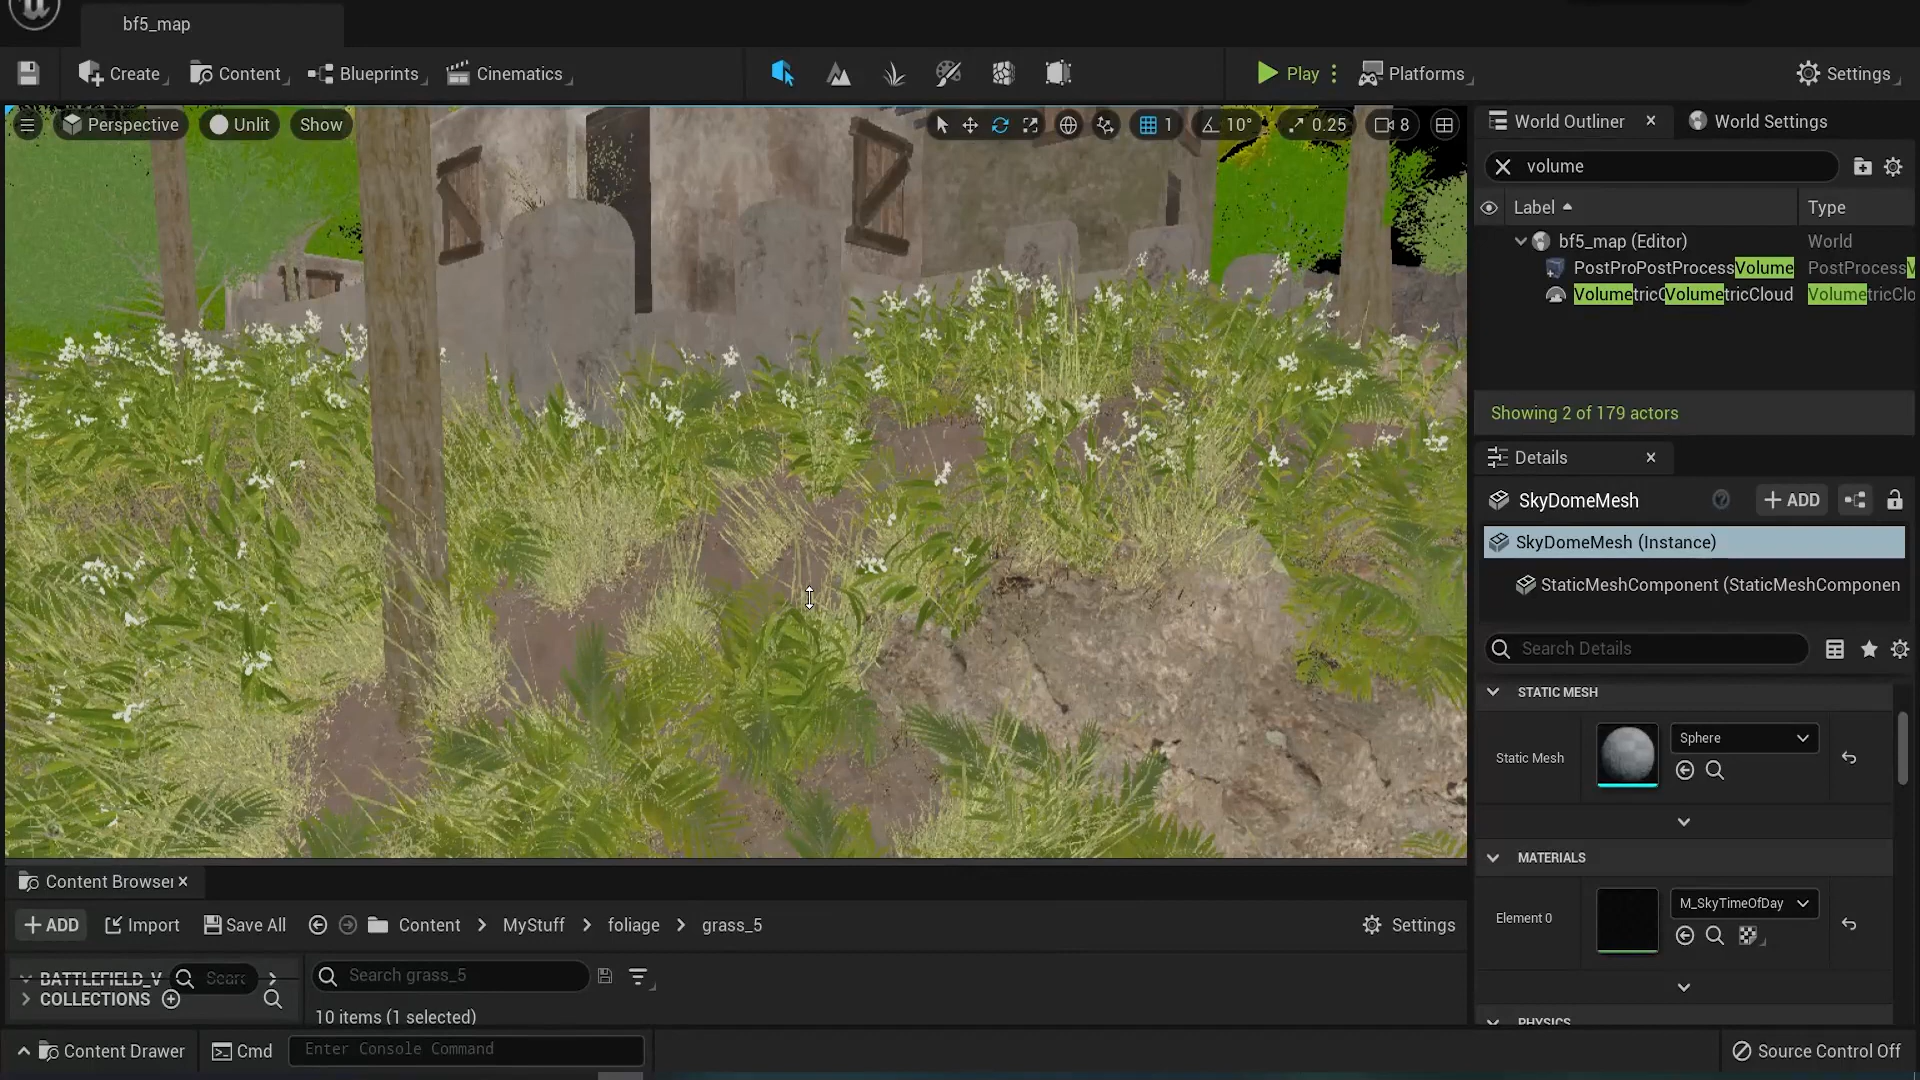 bf5_map
Create
Content
Blueprints
Cinematics
Play
Platforms
Settings
Perspective
Unlit
Show
1
10°
0.25
8
World Outliner
World Settings
volume
Label
Type
bf5_map (Editor)
World
PostProPostProcessVolume
PostProcessV
VolumetricCVolumetricCloud
VolumetricClo
Showing 2 of 179 actors
Details
SkyDomeMesh
ADD
SkyDomeMesh (Instance)
StaticMeshComponent (StaticMeshComponen
Search Details
STATIC MESH
Static Mesh
Sphere
MATERIALS
Element 0
M_SkyTimeOfDay
PHYSICS
Content Browser
ADD
Import
Save All
Content
MyStuff
foliage
grass_5
Settings
BATTLEFIELD_V
Searc
Search grass_5
COLLECTIONS
10 items (1 selected)
Content Drawer
Cmd
Enter Console Command
Source Control Off